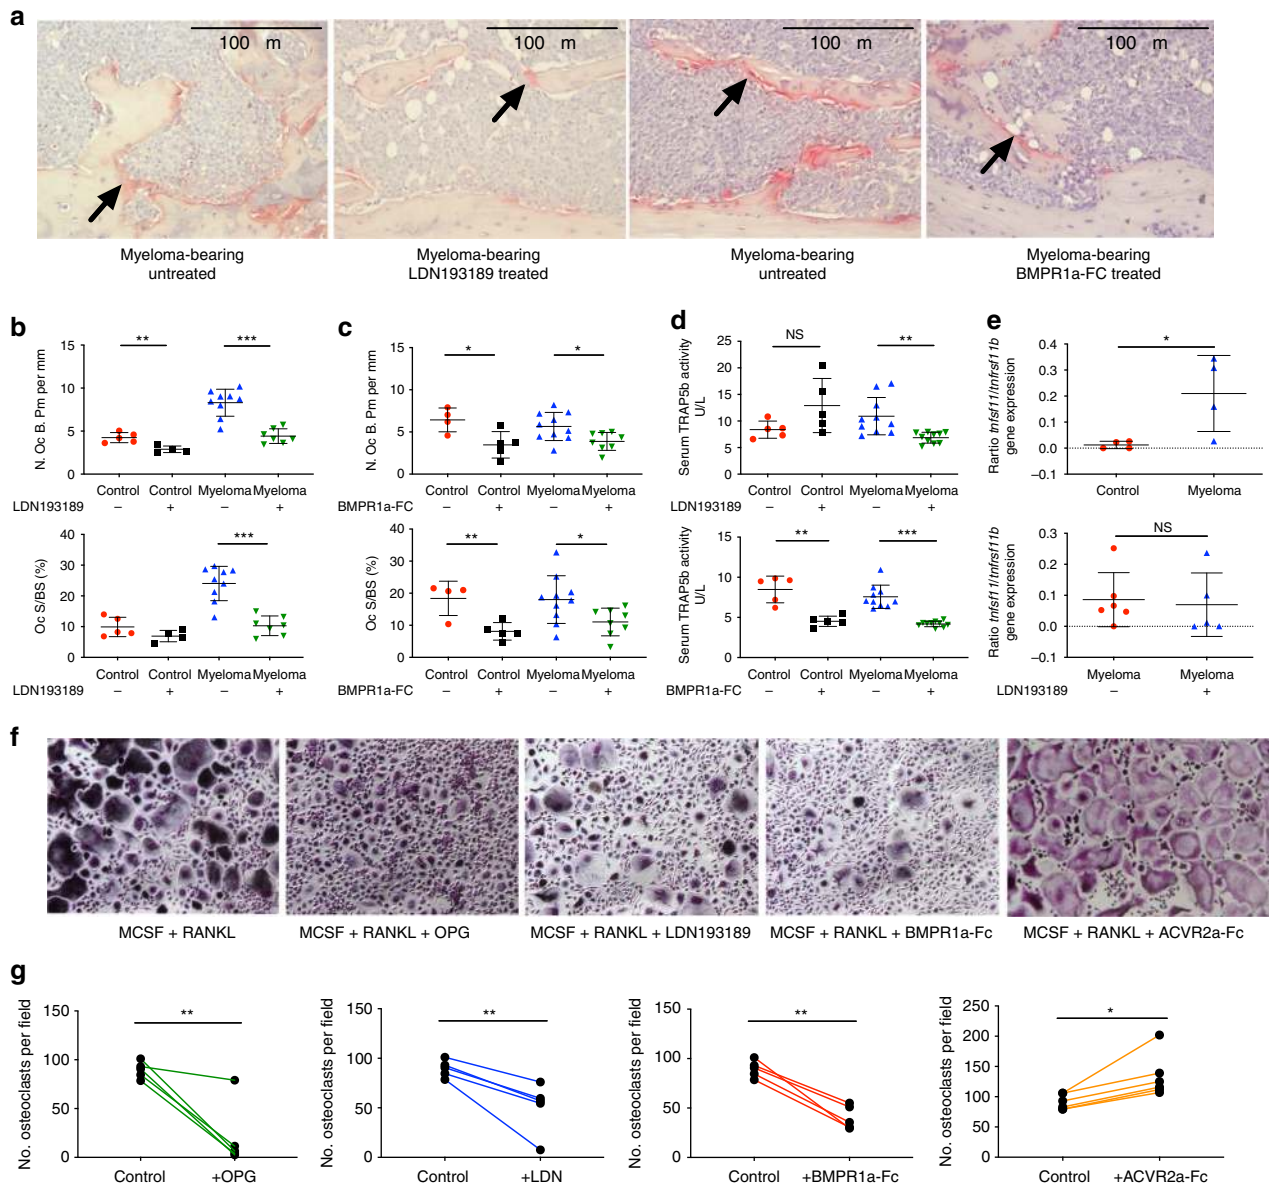 a
100 m
100 m
100 m
100 m
Myeloma-bearing
untreated
Myeloma-bearing
LDN193189 treated
Myeloma-bearing
untreated
Myeloma-bearing
BMPR1a-FC treated
b
N. Oc B. Pm per mm
15
10
5
0
**
***
Control
Control
Myeloma
Myeloma
LDN193189
–
+
–
+
Oc S/BS (%)
40
30
20
10
0
***
Control
Control
Myeloma
Myeloma
LDN193189
–
+
–
+
c
N. Oc B. Pm per mm
15
10
5
0
*
*
Control
Control
Myeloma
Myeloma
BMPR1a-FC
–
+
–
+
Oc S/BS (%)
40
30
20
10
0
**
*
Control
Control
Myeloma
Myeloma
BMPR1a-FC
–
+
–
+
d
Serum TRAP5b activity
U/L
25
20
15
10
5
0
NS
**
Control
Control
Myeloma
Myeloma
LDN193189
–
+
–
+
Serum TRAP5b activity
U/L
15
10
5
0
**
***
Control
Control
Myeloma
Myeloma
BMPR1a-FC
–
+
–
+
e
Rartio tnfsf11/tnfrsf11b
gene expression
0.4
0.3
0.2
0.1
0.0
–0.1
*
Control
Myeloma
Ratio tnfsf11/tnfrsf11b
gene expression
0.3
0.2
0.1
0.0
–0.1
NS
Myeloma
Myeloma
LDN193189
–
+
f
MCSF + RANKL
MCSF + RANKL + OPG
MCSF + RANKL + LDN193189
MCSF + RANKL + BMPR1a-Fc
MCSF + RANKL + ACVR2a-Fc
g
No. osteoclasts per field
150
100
50
0
**
Control
+OPG
No. osteoclasts per field
150
100
50
0
**
Control
+LDN
No. osteoclasts per field
150
100
50
0
**
Control
+BMPR1a-Fc
No. osteoclasts per field
250
200
150
100
50
0
*
Control
+ACVR2a-Fc